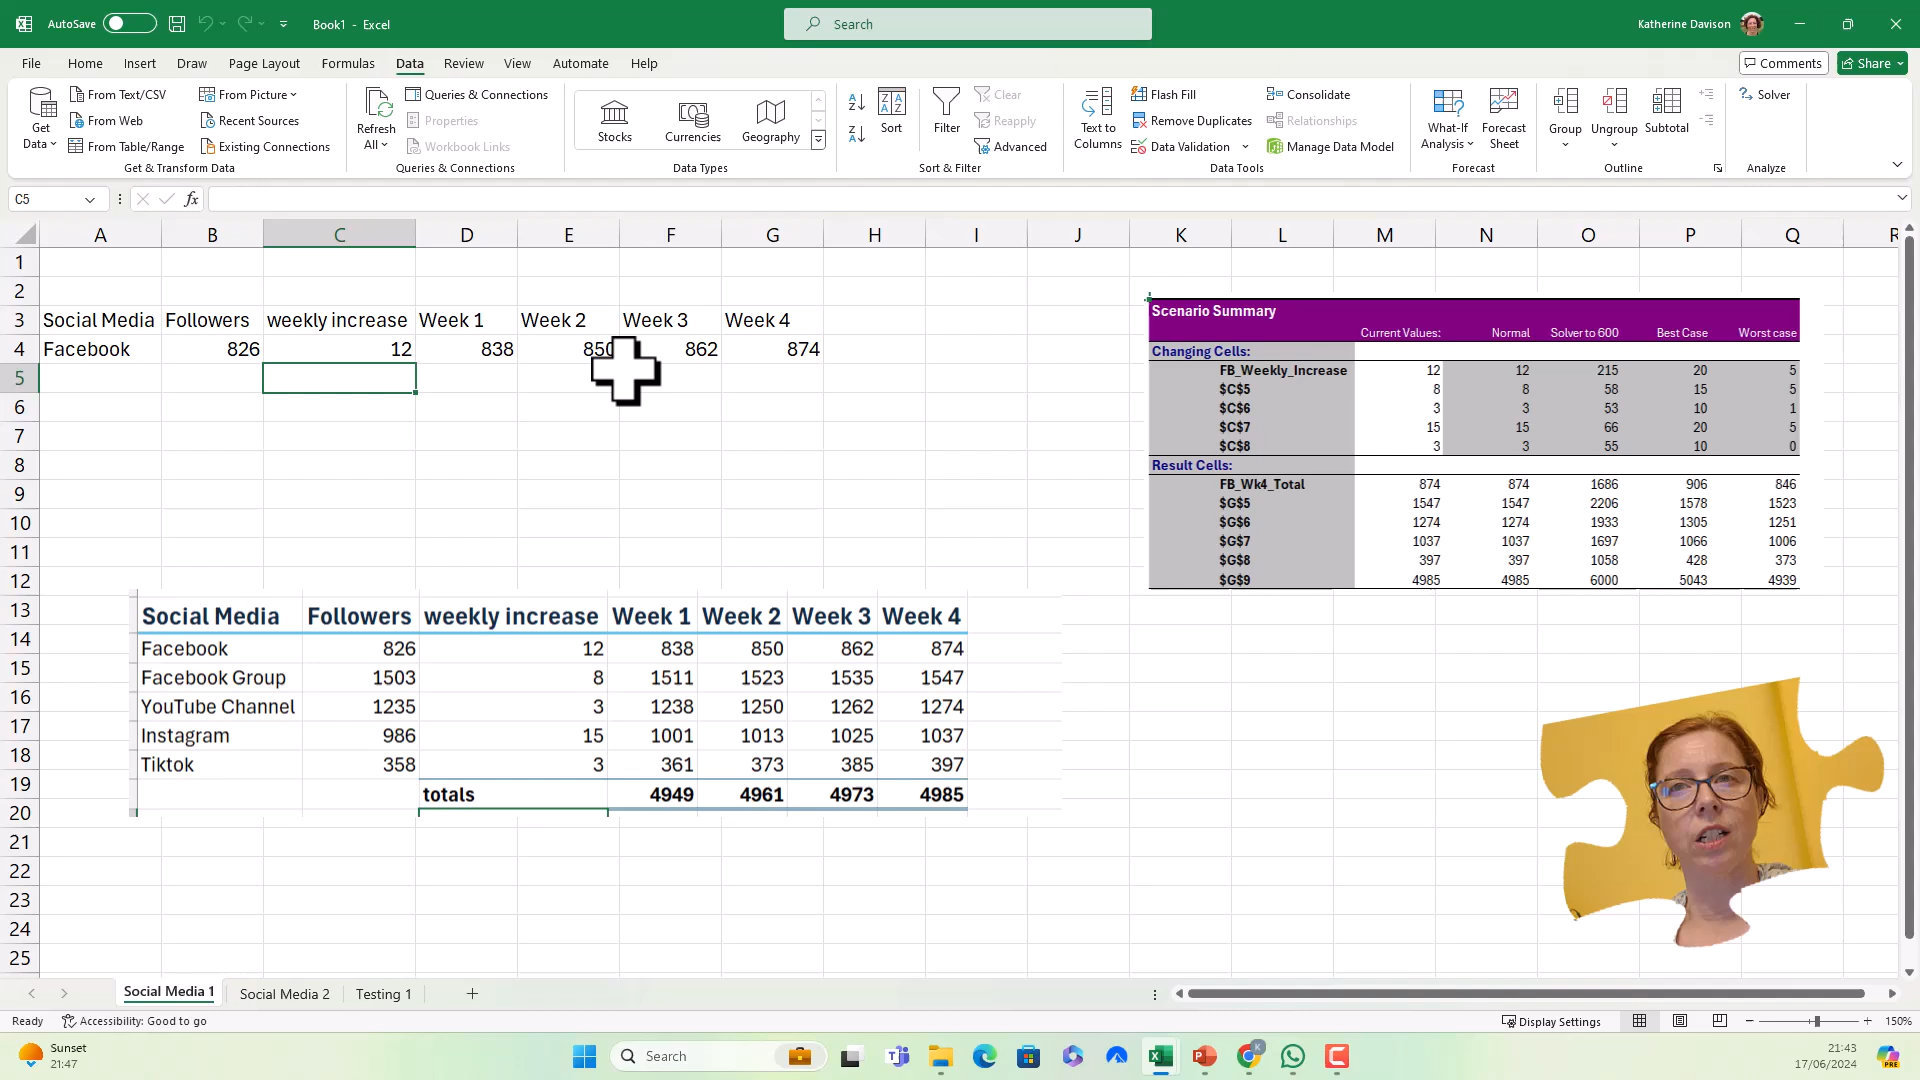 AutoSave Book1 - Excel Search Katherine Davison
File Home Insert Draw Page Layout Formulas Data Review View Automate Help Comments Share
Get Data
From Text/CSV
From Web
From Table/Range
From Picture
Recent Sources
Existing Connections
Get & Transform Data
Refresh All
Queries & Connections
Properties
Workbook Links
Queries & Connections
Stocks Currencies Geography
Data Types
Sort
Filter
Clear
Reapply
Advanced
Sort & Filter
Text to Columns
Flash Fill
Remove Duplicates
Data Validation
Consolidate
Relationships
Manage Data Model
Data Tools
What-If Analysis
Forecast Sheet
Forecast
Group Ungroup Subtotal
Outline
Solver
Analyze
C5 fx
A B C D E F G H I J K L M N O P Q R
1
2
3 Social Media Followers weekly increase Week 1 Week 2 Week 3 Week 4
4 Facebook 826 12 838 850 862 874
5
6
7
8
9
10
11
12
13
14
15
16
17
18
19
20
21
22
23
24
25
Scenario Summary
Current Values: Normal Solver to 600 Best Case Worst case
Changing Cells:
FB_Weekly_Increase 12 12 215 20 5
$C$5 8 8 58 15 5
$C$6 3 3 53 10 1
$C$7 15 15 66 20 5
$C$8 3 3 55 10 0
Result Cells:
FB_Wk4_Total 874 874 1686 906 846
$G$5 1547 1547 2206 1578 1523
$G$6 1274 1274 1933 1305 1251
$G$7 1037 1037 1697 1066 1006
$G$8 397 397 1058 428 373
$G$9 4985 4985 6000 5043 4939
Social Media Followers weekly increase Week 1 Week 2 Week 3 Week 4
Facebook 826 12 838 850 862 874
Facebook Group 1503 8 1511 1523 1535 1547
YouTube Channel 1235 3 1238 1250 1262 1274
Instagram 986 15 1001 1013 1025 1037
Tiktok 358 3 361 373 385 397
totals 4949 4961 4973 4985
Social Media 1 Social Media 2 Testing 1
Ready Accessibility: Good to go Display Settings 150%
Sunset
21:47
Search
21:43
17/06/2024